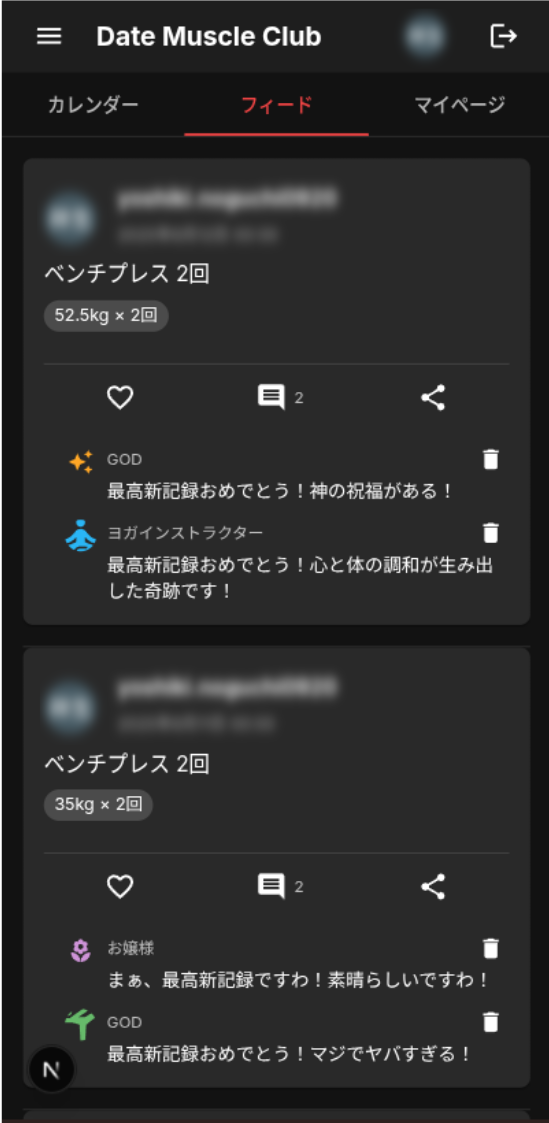 Date Muscle Club
カレンダー フィード マイページ
ベンチプレス 2回
52.5kg × 2回
2
GOD
最高新記録おめでとう！神の祝福がある！
ヨガインストラクター
最高新記録おめでとう！心と体の調和が生み出
した奇跡です！
ベンチプレス 2回
35kg × 2回
2
お嬢様
まぁ、最高新記録ですわ！素晴らしいですわ！
GOD
最高新記録おめでとう！マジでヤバすぎる！
N